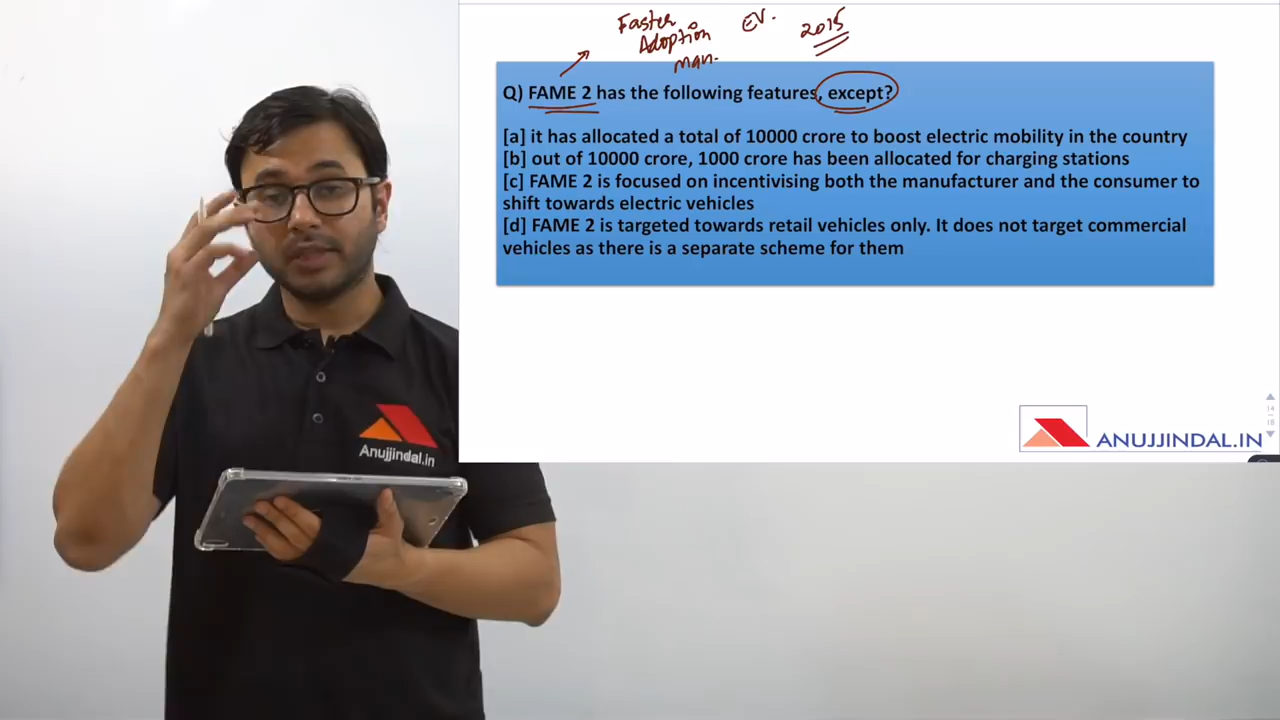 Faster
Adoption
man.
EV.
2015
Q) FAME 2 has the following features, except?
[a] it has allocated a total of 10000 crore to boost electric mobility in the country
[b] out of 10000 crore, 1000 crore has been allocated for charging stations
[c] FAME 2 is focused on incentivising both the manufacturer and the consumer to
shift towards electric vehicles
[d] FAME 2 is targeted towards retail vehicles only. It does not target commercial
vehicles as there is a separate scheme for them
14
18
ANUJJINDAL.IN
Anujjindal.in